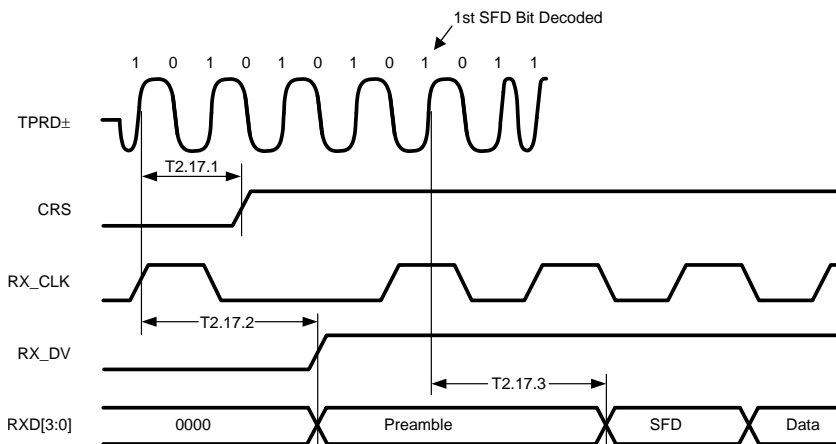 1st SFD Bit Decoded
1 0 1 0 1 0 1 0 1 0 1 1
TPRD±
T2.17.1
CRS
RX_CLK
T2.17.2
RX_DV
T2.17.3
RXD[3:0] 0000 Preamble SFD Data